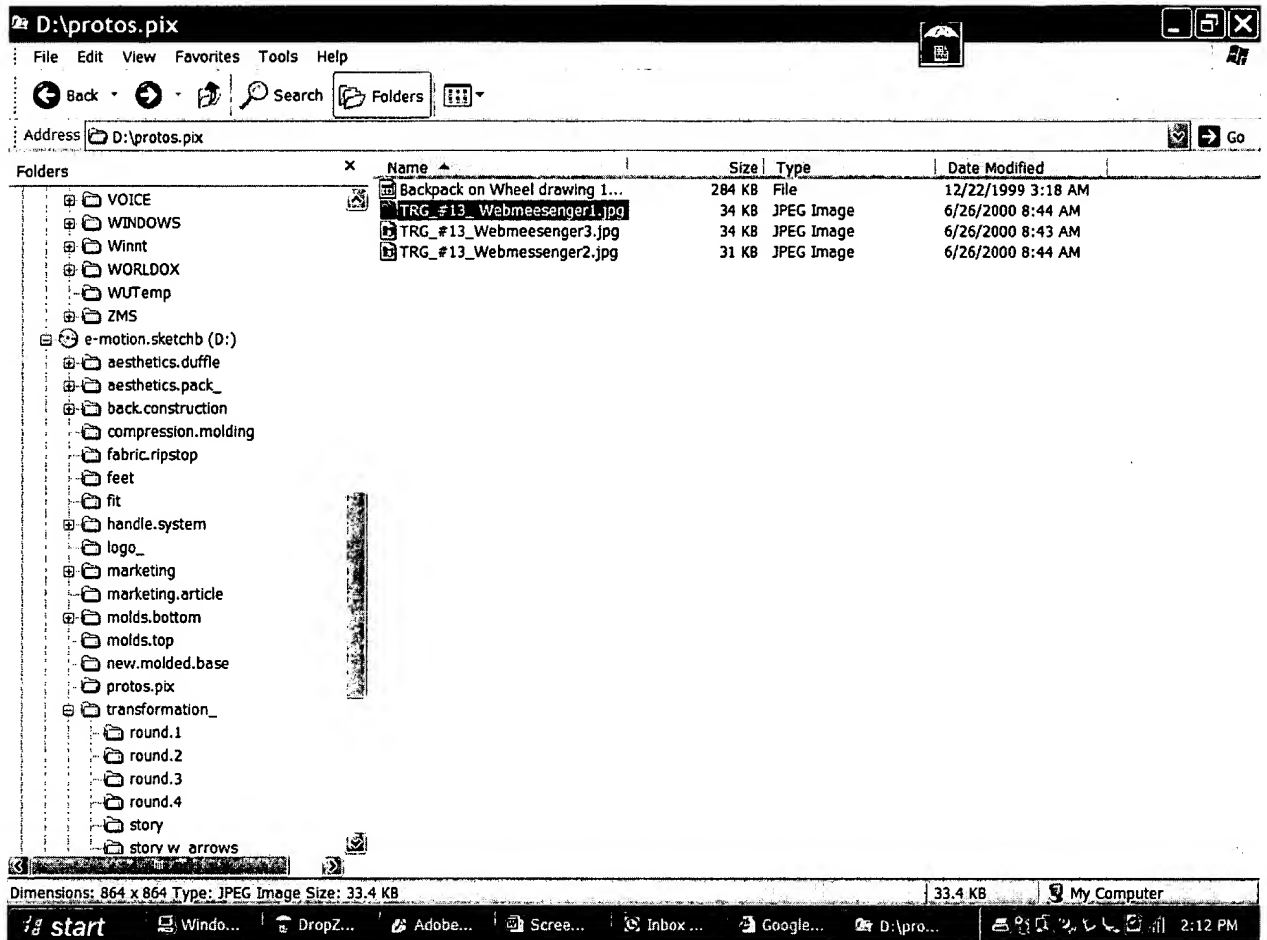 D:\protos.pix
File Edit View Favorites Tools Help
Back Search Folders
Address D:\protos.pix Go
Folders x
VOICE
WINDOWS
Winnt
WORLDOX
WUTemp
ZMS
e-motion.sketchb (D:)
aesthetics.duffle
aesthetics.pack_
back.construction
compression.molding
fabric.ripstop
feet
fit
handle.system
logo_
marketing
marketing.article
molds.bottom
molds.top
new.molded.base
protos.pix
transformation_
round.1
round.2
round.3
round.4
story
story w arrows
Name Size Type Date Modified
Backpack on Wheel drawing 1... 284 KB File 12/22/1999 3:18 AM
TRG_#13_ Webmeesenger1.jpg 34 KB JPEG Image 6/26/2000 8:44 AM
TRG_#13_Webmeesenger3.jpg 34 KB JPEG Image 6/26/2000 8:43 AM
TRG_#13_Webmessenger2.jpg 31 KB JPEG Image 6/26/2000 8:44 AM
Dimensions: 864 x 864 Type: JPEG Image Size: 33.4 KB 33.4 KB My Computer
start Windo... DropZ... Adobe... Scree... Inbox ... Google... D:\pro... 2:12 PM